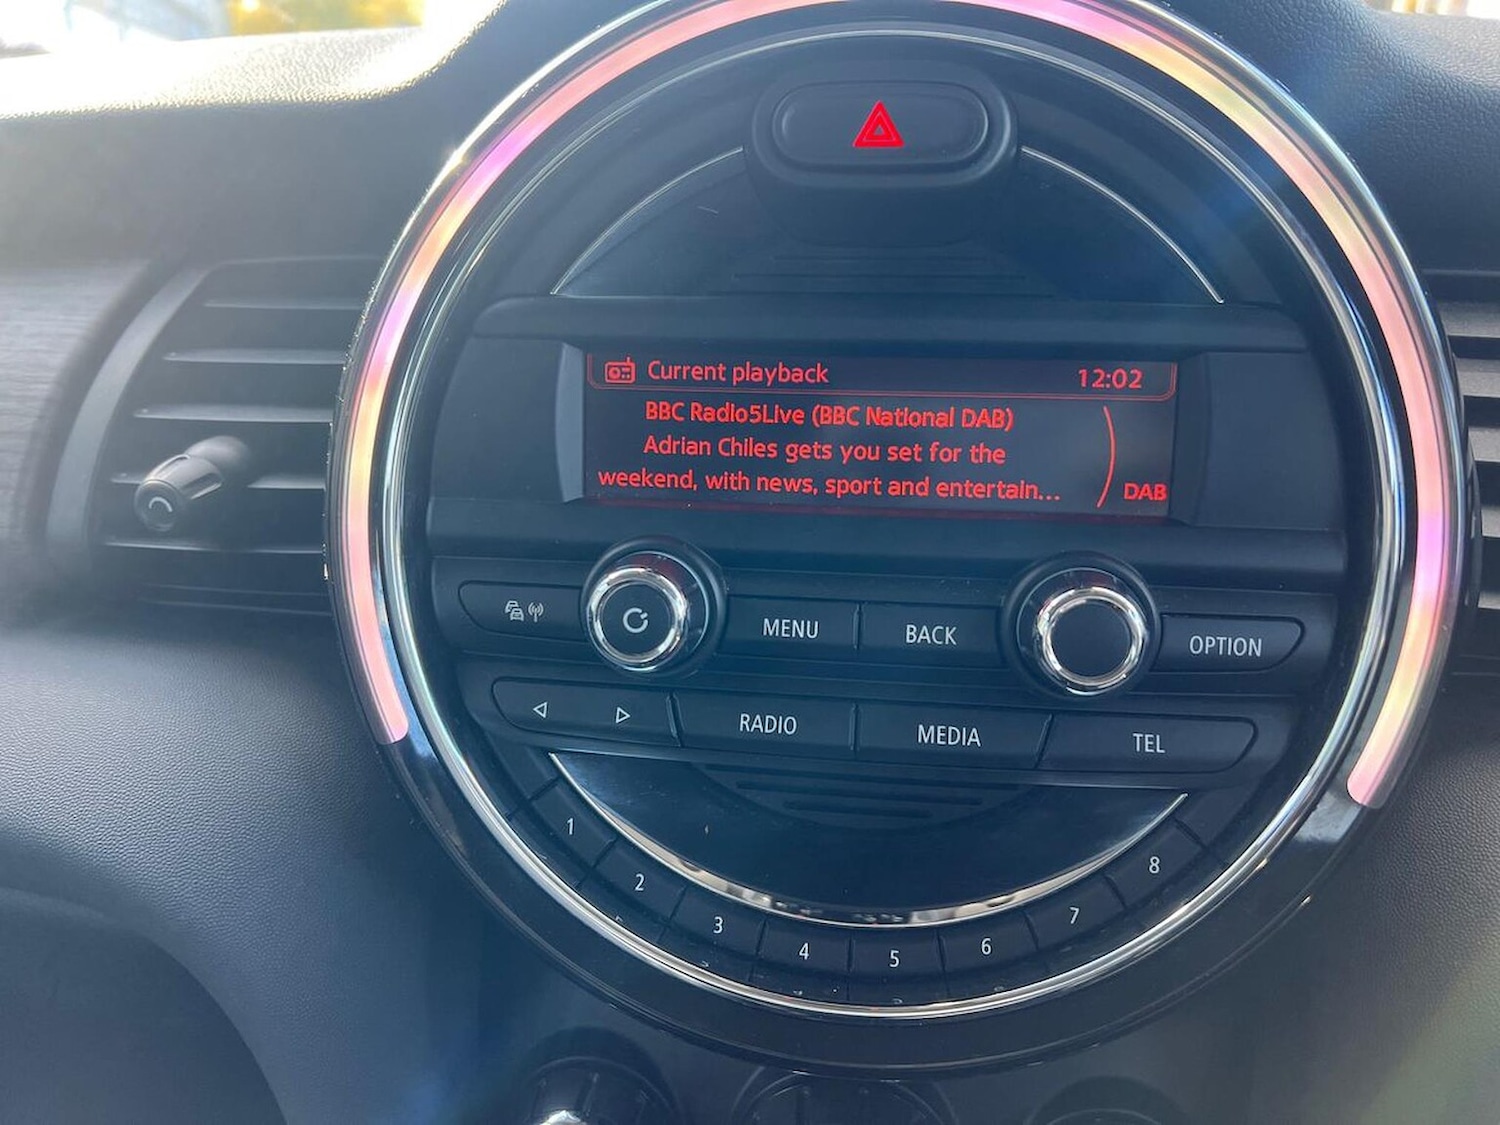 Current playback 12:02
BBC Radio5Live (BBC National DAB)
Adrian Chiles gets you set for the
weekend, with news, sport and entertain...
DAB
MENU BACK OPTION
RADIO MEDIA TEL
1 2 3 4 5 6 7 8